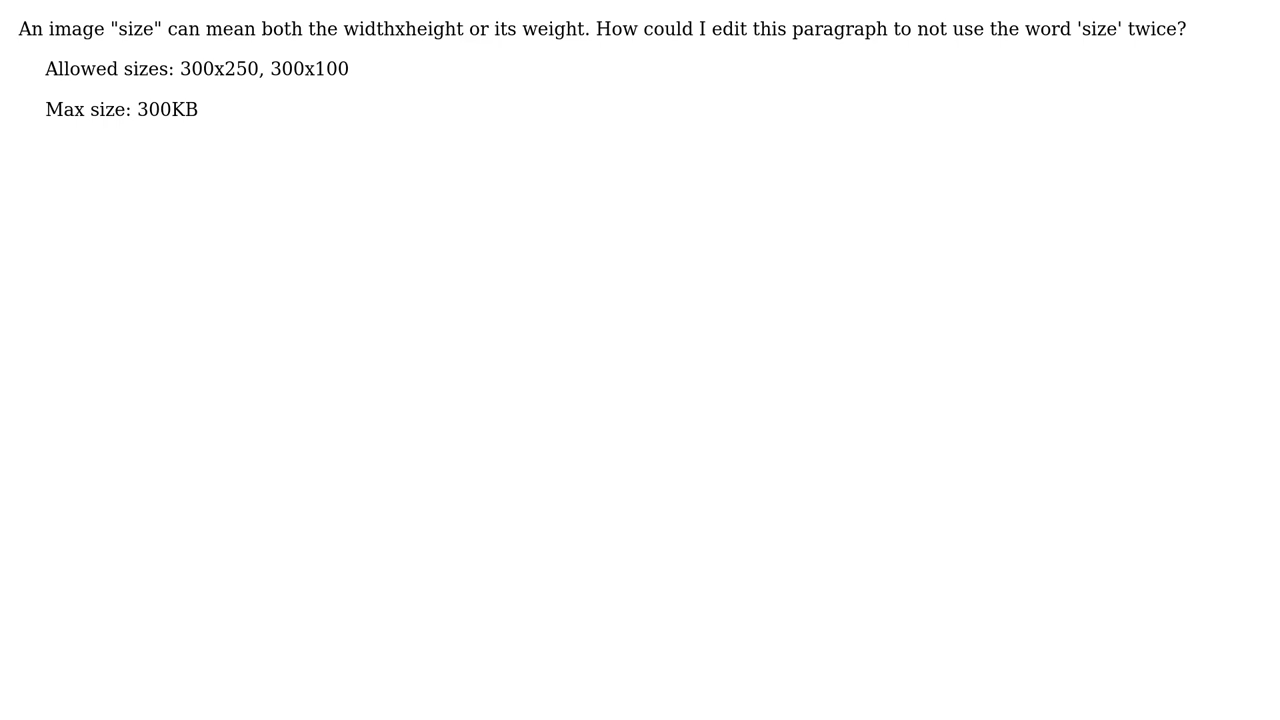 An image "size" can mean both the widthxheight or its weight. How could I edit this paragraph to not use the word 'size' twice?
Allowed sizes: 300x250, 300x100
Max size: 300KB